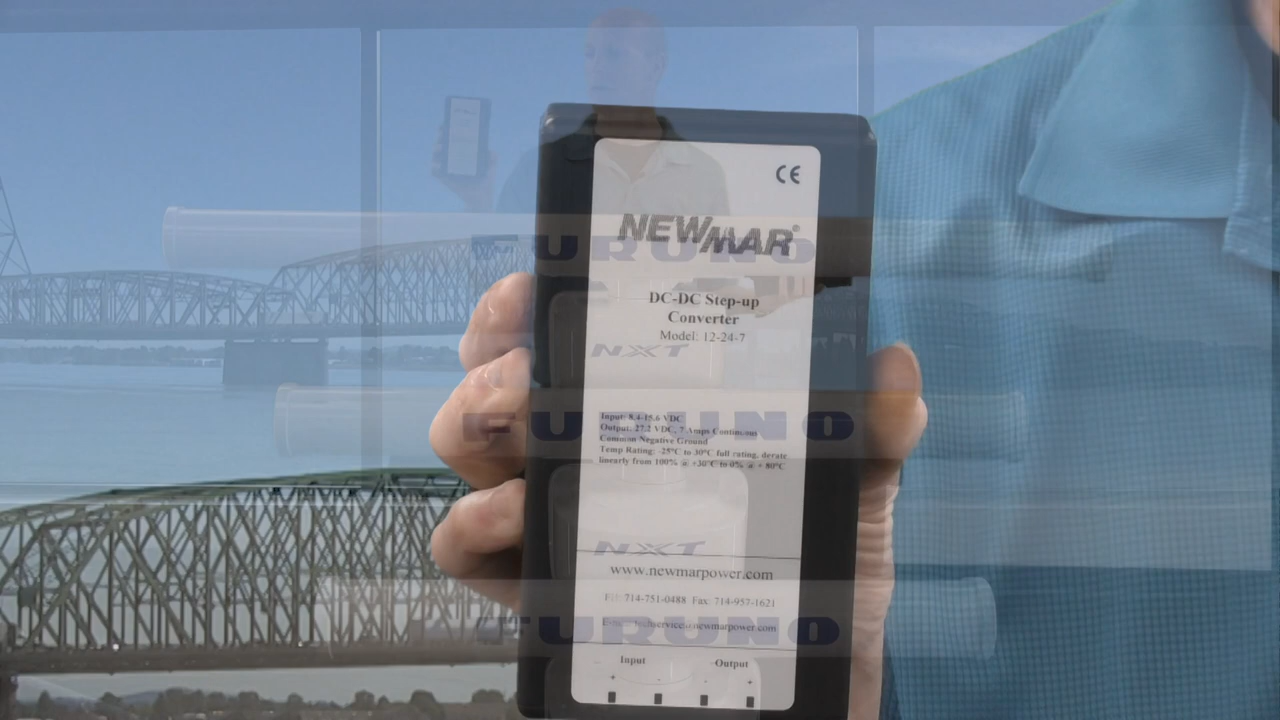 CE
NEWMAR®
FURUNO
DC-DC Step-up
Converter
Model: 12-24-7
NXT
Input: 8.4-15.6 VDC
FURUNO
Output: 27.2 VDC, 7 Amps Continuous
Common Negative Ground
Temp Rating: -25°C to 30°C full rating, derate
linearly from 100% @ +30°C to 0% @ + 80°C
NXT
www.newmarpower.com
PH: 714-751-0488 Fax: 714-957-1621
FURUNO
Input Output
+ - - +